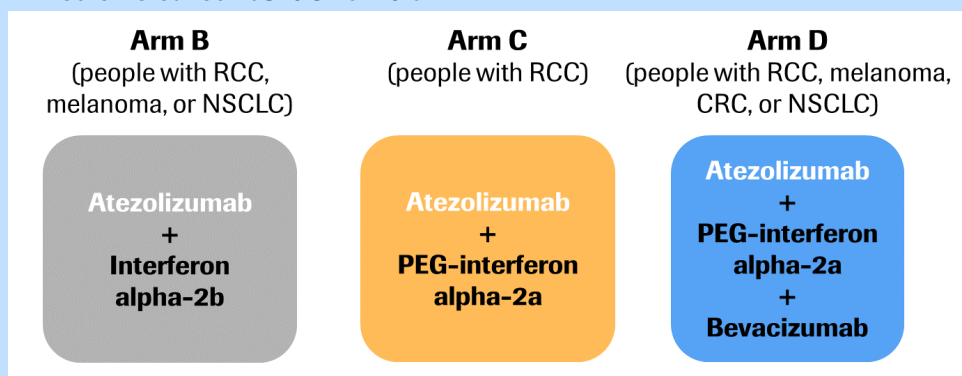 Arm B
(people with RCC,
melanoma, or NSCLC)
Atezolizumab
+
Interferon
alpha-2b
Arm C
(people with RCC)
Atezolizumab
+
PEG-interferon
alpha-2a
Arm D
(people with RCC, melanoma,
CRC, or NSCLC)
Atezolizumab
+
PEG-interferon
alpha-2a
+
Bevacizumab